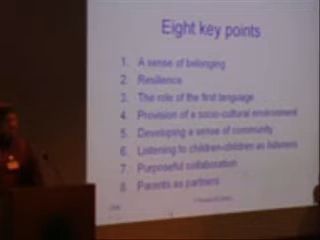 Eight key points
1. A sense of belonging
2. Resilience
3. The role of the first language
4. Provision of a socio-cultural environment
5. Developing a sense of community
6. Listening to children-children as listeners
7. Purposeful collaboration
8. Parents as partners